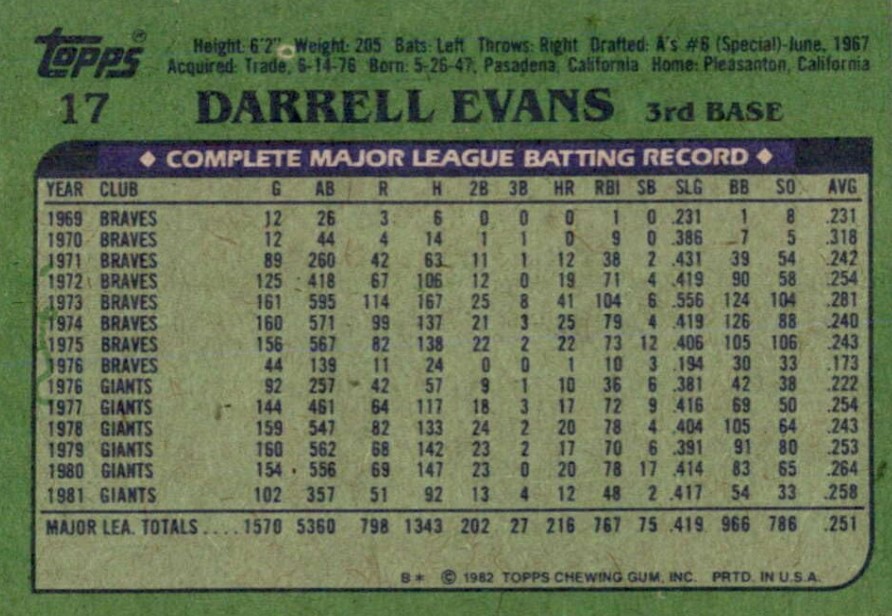 Topps® Height: 6'2" Weight: 205 Bats: Left Throws: Right Drafted: A's #6 (Special)-June, 1967
Acquired: Trade, 6-14-76 Born: 5-26-47, Pasadena, California Home: Pleasanton, California
17 DARRELL EVANS 3rd BASE
◆ COMPLETE MAJOR LEAGUE BATTING RECORD ◆
YEAR CLUB G AB R H 2B 3B HR RBI SB SLG BB SO AVG
1969 BRAVES 12 26 3 6 0 0 0 1 0 .231 1 8 .231
1970 BRAVES 12 44 4 14 1 1 0 9 0 .386 7 5 .318
1971 BRAVES 89 260 42 63 11 1 12 38 2 .431 39 54 .242
1972 BRAVES 125 418 67 106 12 0 19 71 4 .419 90 58 .254
1973 BRAVES 161 595 114 167 25 8 41 104 6 .556 124 104 .281
1974 BRAVES 160 571 99 137 21 3 25 79 4 .419 126 88 .240
1975 BRAVES 156 567 82 138 22 2 22 73 12 .406 105 106 .243
1976 BRAVES 44 139 11 24 0 0 1 10 3 .194 30 33 .173
1976 GIANTS 92 257 42 57 9 1 10 36 6 .381 42 38 .222
1977 GIANTS 144 461 64 117 18 3 17 72 9 .416 69 50 .254
1978 GIANTS 159 547 82 133 24 2 20 78 4 .404 105 64 .243
1979 GIANTS 160 562 68 142 23 2 17 70 6 .391 91 80 .253
1980 GIANTS 154 556 69 147 23 0 20 78 17 .414 83 65 .264
1981 GIANTS 102 357 51 92 13 4 12 48 2 .417 54 33 .258
MAJOR LEA. TOTALS....1570 5360 798 1343 202 27 216 767 75 .419 966 786 .251
B* © 1982 TOPPS CHEWING GUM, INC. PRTD. IN U.S.A.